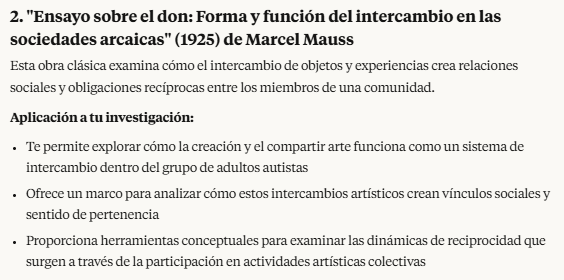 2. "Ensayo sobre el don: Forma y función del intercambio en las
sociedades arcaicas" (1925) de Marcel Mauss
Esta obra clásica examina cómo el intercambio de objetos y experiencias crea relaciones
sociales y obligaciones recíprocas entre los miembros de una comunidad.
Aplicación a tu investigación:
• Te permite explorar cómo la creación y el compartir arte funciona como un sistema de
intercambio dentro del grupo de adultos autistas
• Ofrece un marco para analizar cómo estos intercambios artísticos crean vínculos sociales y
sentido de pertenencia
• Proporciona herramientas conceptuales para examinar las dinámicas de reciprocidad que
surgen a través de la participación en actividades artísticas colectivas